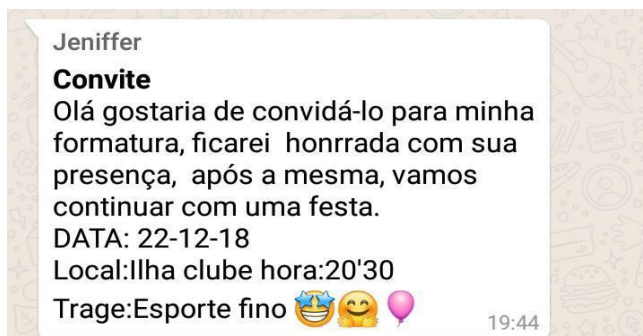 Jeniffer
Convite
Olá gostaria de convidá-lo para minha
formatura, ficarei  honrrada com sua
presença,  após a mesma, vamos
continuar com uma festa.
DATA: 22-12-18
Local:Ilha clube hora:20'30
Trage:Esporte fino 🤩🤗🎈
19:44